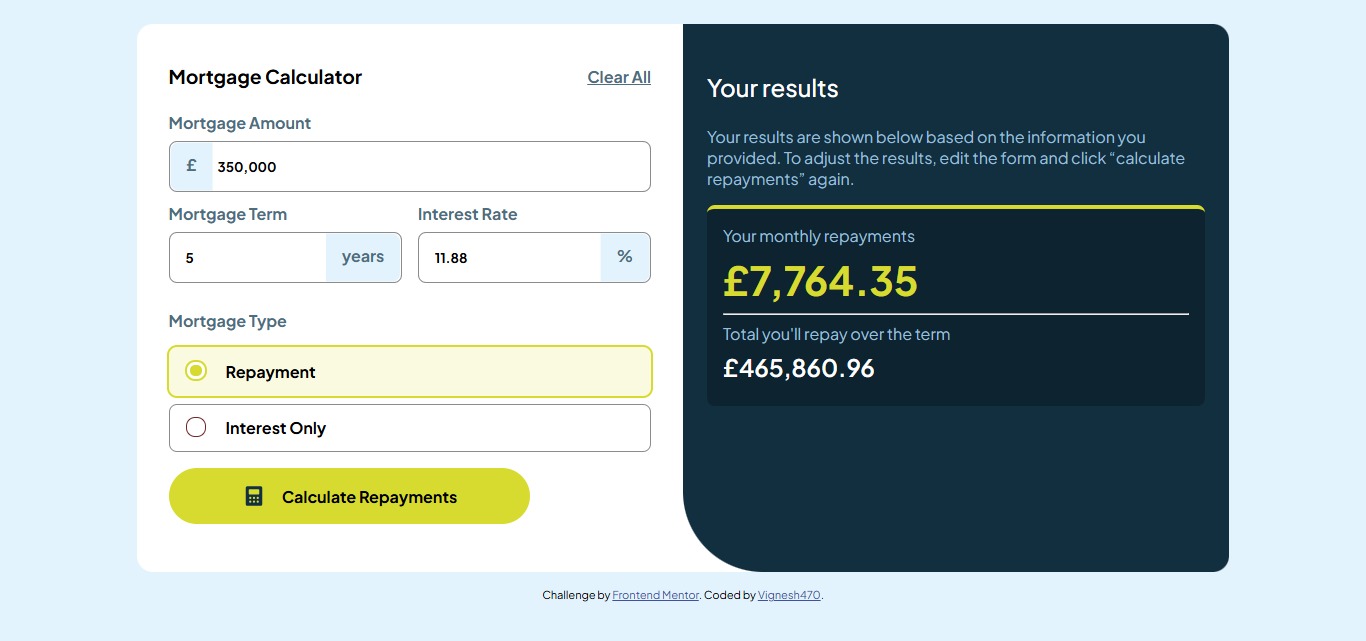 Mortgage Calculator
Clear All
Mortgage Amount
£ 350,000
Mortgage Term
5 years
Interest Rate
11.88 %
Mortgage Type
Repayment
Interest Only
Calculate Repayments
Your results
Your results are shown below based on the information you
provided. To adjust the results, edit the form and click “calculate
repayments” again.
Your monthly repayments
£7,764.35
Total you'll repay over the term
£465,860.96
Challenge by Frontend Mentor. Coded by Vignesh470.